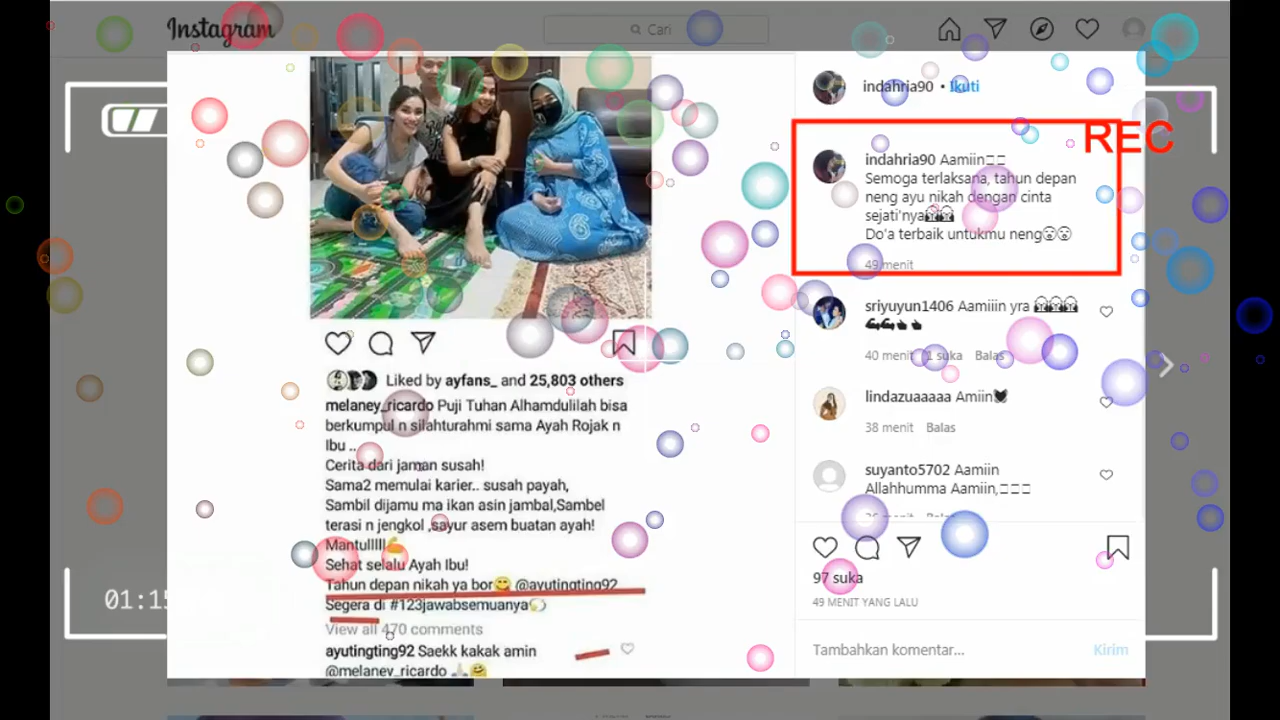 Instagram
Cari
indahria90 • Ikuti
REC
indahria90 Aamiin
Semoga terlaksana, tahun depan
neng ayu nikah dengan cinta
sejati'nya
Do'a terbaik untukmu neng
49 menit
sriyuyun1406 Aamiiin yra
40 menit 1 suka Balas
lindazuaaaaa Amiin
38 menit Balas
suyanto5702 Aamiin
Allahhumma Aamiin,
97 suka
49 MENIT YANG LALU
Tambahkan komentar... Kirim
Liked by ayfans_ and 25,803 others
melaney_ricardo Puji Tuhan Alhamdulilah bisa
berkumpul n silahturahmi sama Ayah Rojak n
Ibu ..
Cerita dari jaman susah!
Sama2 memulai karier.. susah payah,
Sambil dijamu ma ikan asin jambal,Sambel
terasi n jengkol ,sayur asem buatan ayah!
Mantullll
Sehat selalu Ayah Ibu!
Tahun depan nikah ya bor @ayutingting92
Segera di #123jawabsemuanya
View all 470 comments
ayutingting92 Saekk kakak amin
@melaney_ricardo
01:15